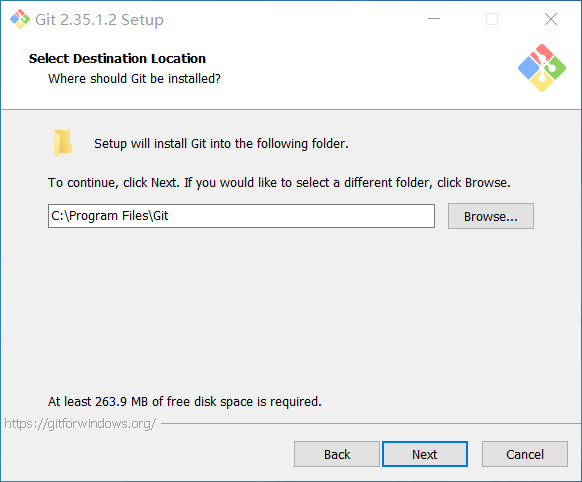 Git 2.35.1.2 Setup
Select Destination Location
Where should Git be installed?
Setup will install Git into the following folder.
To continue, click Next. If you would like to select a different folder, click Browse.
C:\Program Files\Git
Browse...
At least 263.9 MB of free disk space is required.
https://gitforwindows.org/
Back
Next
Cancel